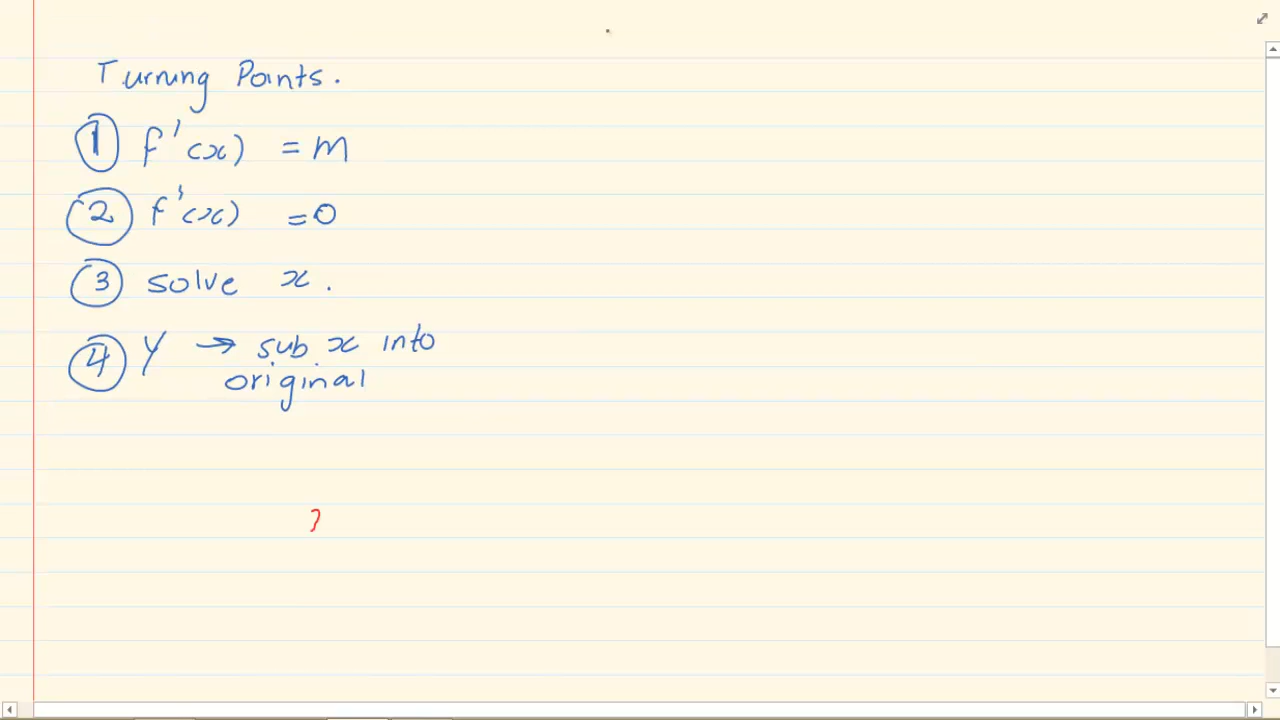 Turning Points.
① f'(x) = m
② f'(x) = 0
③ solve x.
④ Y → sub x into
original